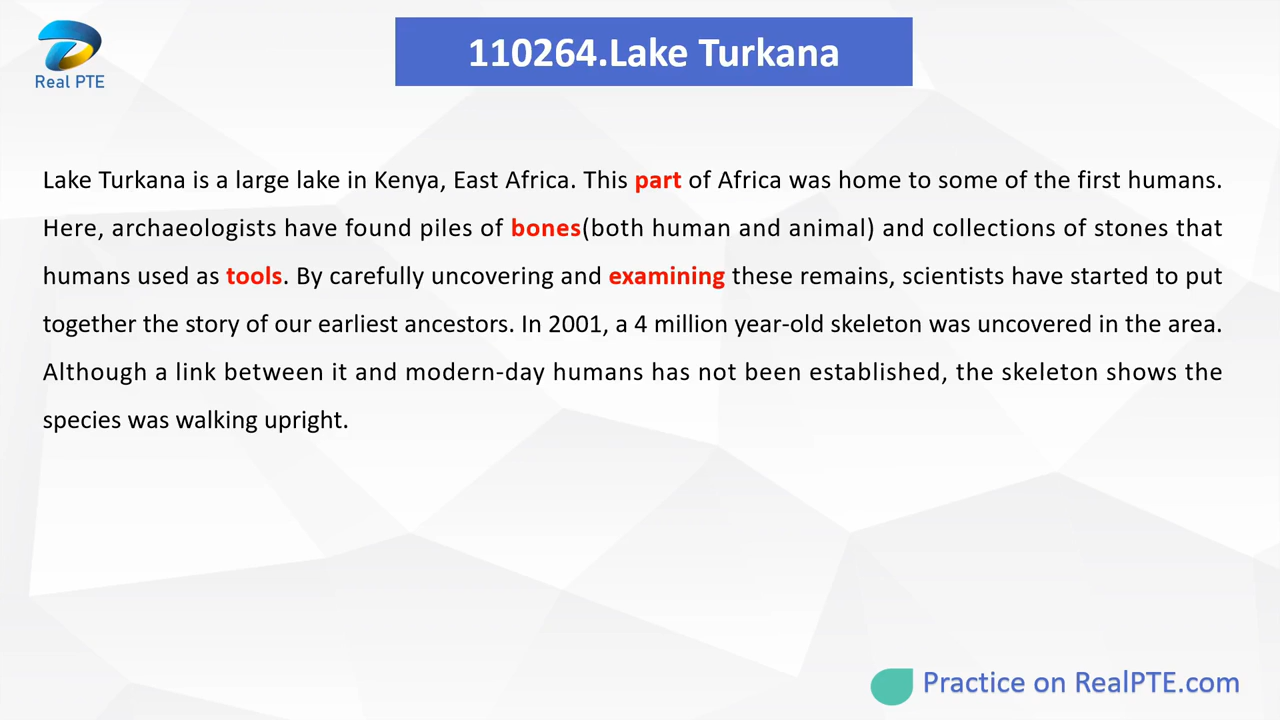 Real PTE
110264.Lake Turkana
Lake Turkana is a large lake in Kenya, East Africa. This part of Africa was home to some of the first humans.
Here, archaeologists have found piles of bones(both human and animal) and collections of stones that
humans used as tools. By carefully uncovering and examining these remains, scientists have started to put
together the story of our earliest ancestors. In 2001, a 4 million year-old skeleton was uncovered in the area.
Although a link between it and modern-day humans has not been established, the skeleton shows the
species was walking upright.
Practice on RealPTE.com